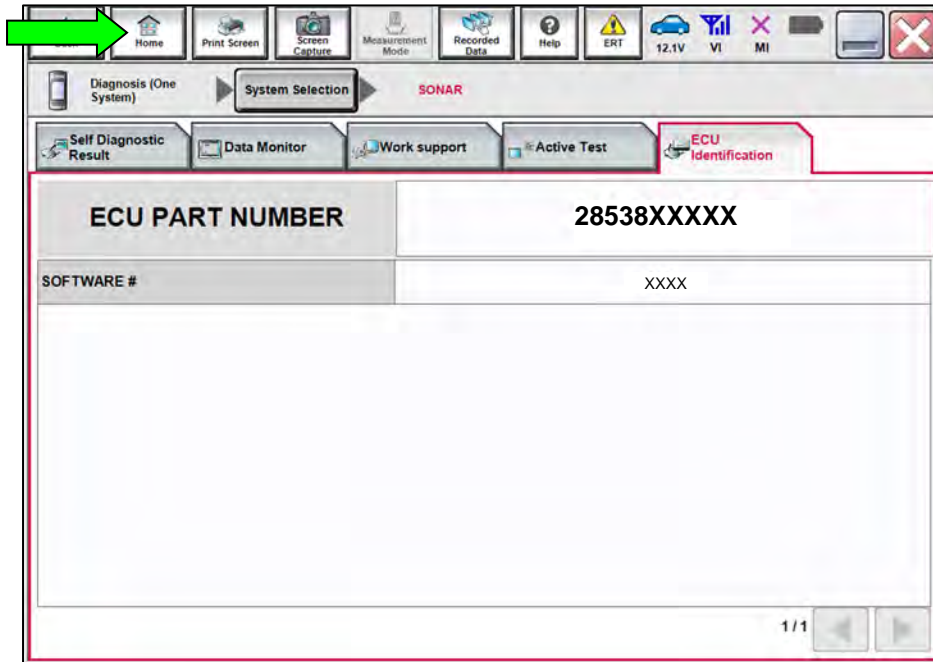 Home
Print Screen
Screen
Capture
Measurement
Mode
Recorded
Data
Help
ERT
12.1V
VI
MI
Diagnosis (One
System)
System Selection
SONAR
Self Diagnostic
Result
Data Monitor
Work support
Active Test
ECU
Identification
ECU PART NUMBER
28538XXXXX
SOFTWARE #
XXXX
1/1